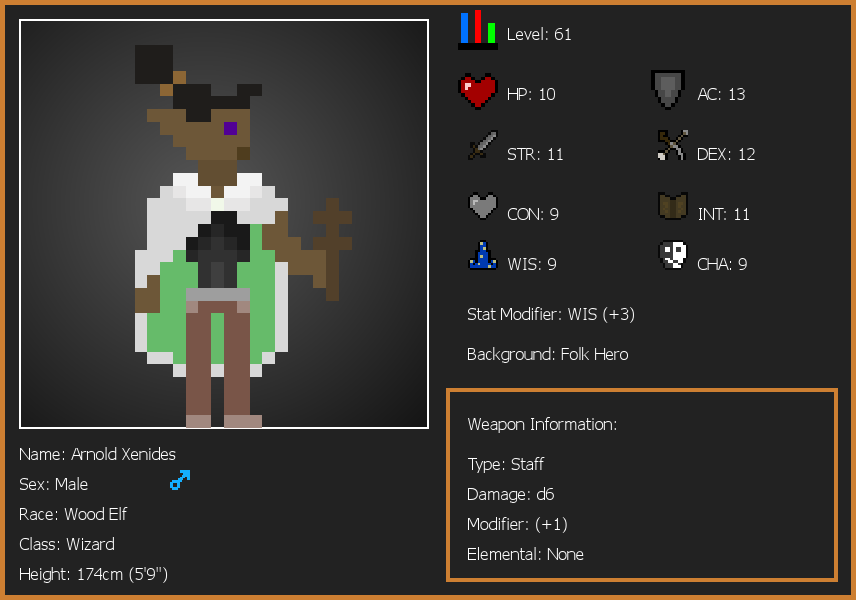 Level: 61
HP: 10
AC: 13
STR: 11
DEX: 12
CON: 9
INT: 11
WIS: 9
CHA: 9
Stat Modifier: WIS (+3)
Background: Folk Hero
Weapon Information:
Type: Staff
Damage: d6
Modifier: (+1)
Elemental: None
Name: Arnold Xenides
Sex: Male
Race: Wood Elf
Class: Wizard
Height: 174cm (5'9")